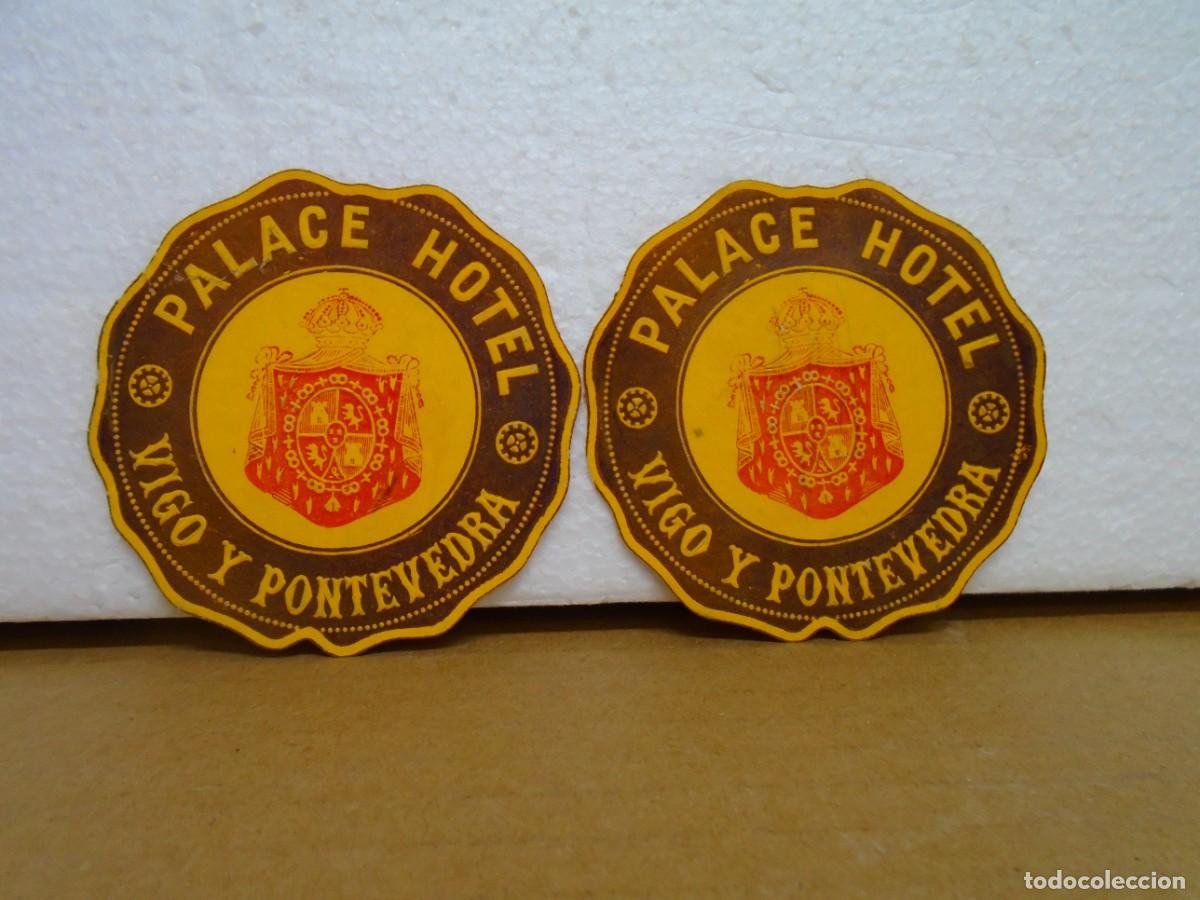 PALACE HOTEL
VIGO Y PONTEVEDRA
PALACE HOTEL
VIGO Y PONTEVEDRA
todocoleccion